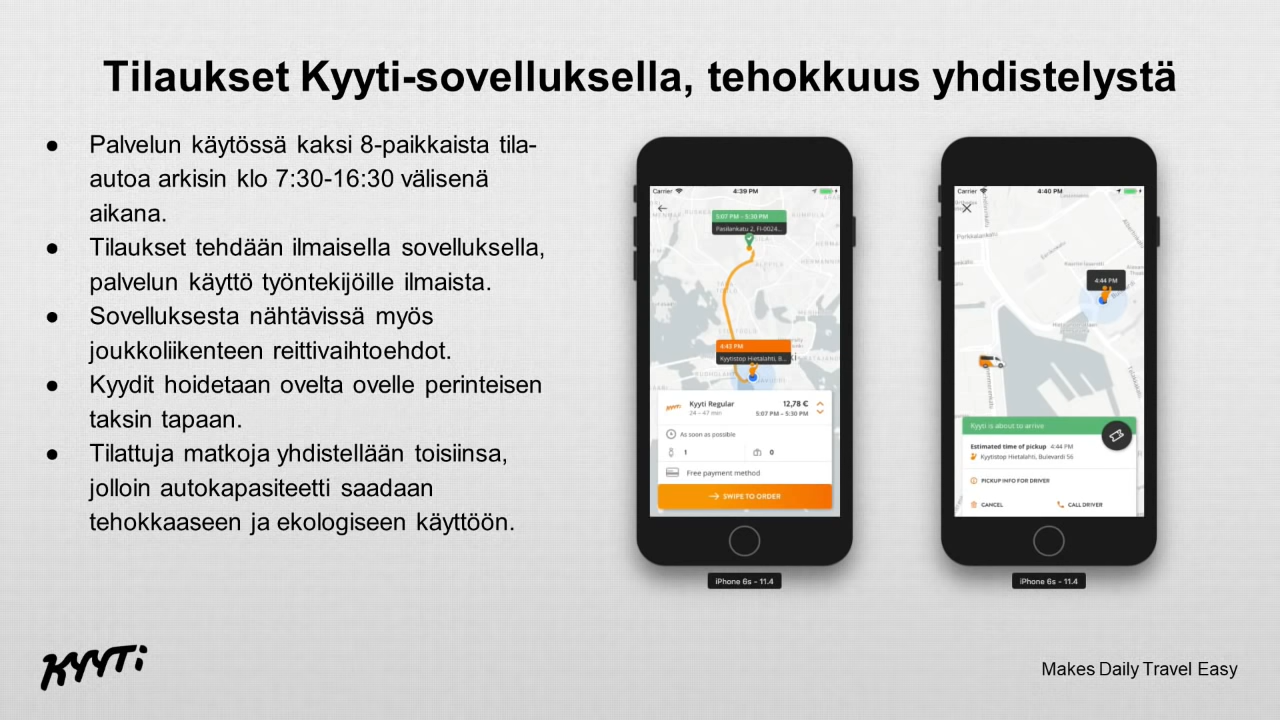 Tilaukset Kyyti-sovelluksella, tehokkuus yhdistelystä
● Palvelun käytössä kaksi 8-paikkaista tila-
autoa arkisin klo 7:30-16:30 välisenä
aikana.
● Tilaukset tehdään ilmaisella sovelluksella,
palvelun käyttö työntekijöille ilmaista.
● Sovelluksesta nähtävissä myös
joukkoliikenteen reittivaihtoehdot.
● Kyydit hoidetaan ovelta ovelle perinteisen
taksin tapaan.
● Tilattuja matkoja yhdistellään toisiinsa,
jolloin autokapasiteetti saadaan
tehokkaaseen ja ekologiseen käyttöön.
Carrier 4:39 PM
5:07 PM – 5:30 PM
Pasilankatu 2, FI-0024...
4:43 PM
Kyytistop Hietalahti, B...
Kyyti Regular 12,78 €
24 – 47 min 5:07 PM – 5:30 PM
As soon as possible
1 0
Free payment method
SWIPE TO ORDER
iPhone 6s - 11.4
Carrier 4:40 PM
4:44 PM
Kyyti is about to arrive
Estimated time of pickup 4:44 PM
Kyytistop Hietalahti, Bulevardi 56
PICKUP INFO FOR DRIVER
CANCEL CALL DRIVER
iPhone 6s - 11.4
KYYTi
Makes Daily Travel Easy